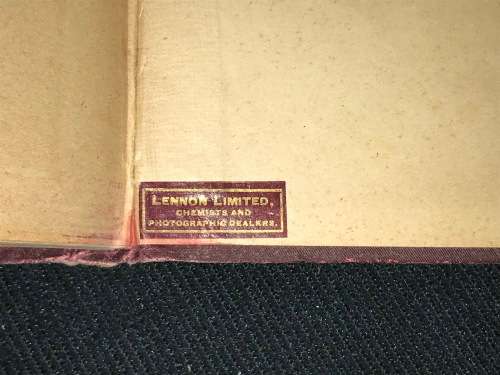 LENNON LIMITED,
CHEMISTS AND
PHOTOGRAPHIC DEALERS.